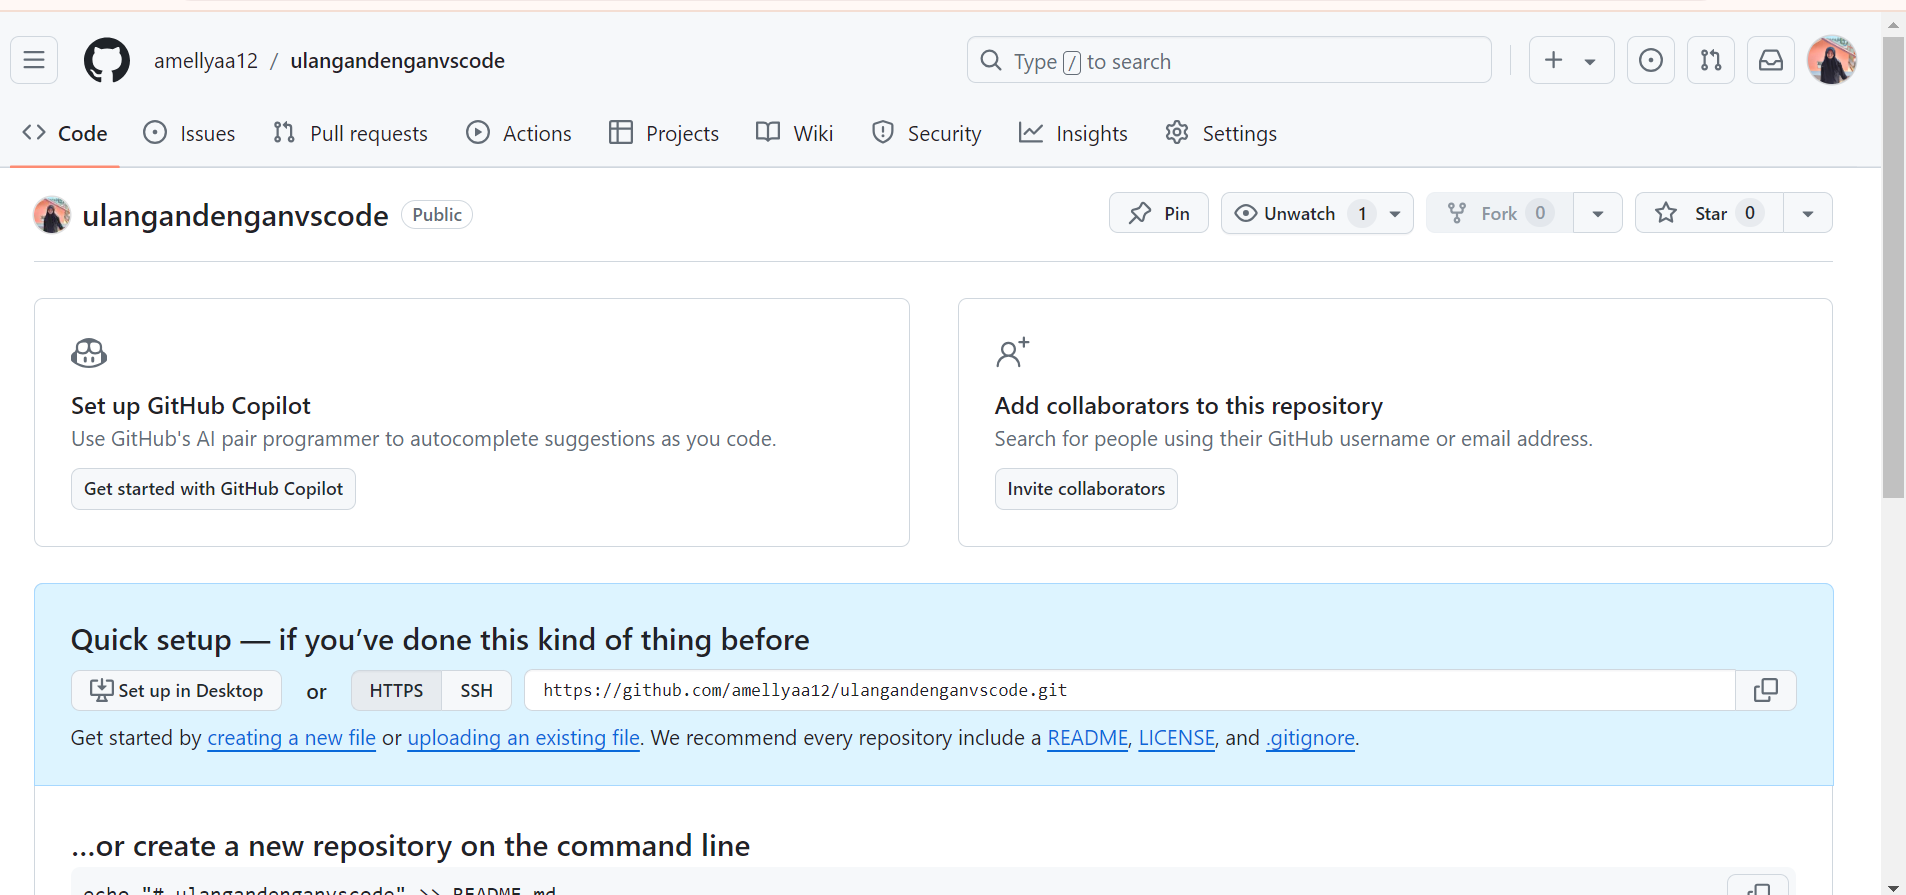 amellyaa12 / ulangandenganvscode
Type / to search
Code Issues Pull requests Actions Projects Wiki Security Insights Settings
ulangandenganvscode Public
Pin Unwatch 1 Fork 0 Star 0
Set up GitHub Copilot
Use GitHub's AI pair programmer to autocomplete suggestions as you code.
Get started with GitHub Copilot
Add collaborators to this repository
Search for people using their GitHub username or email address.
Invite collaborators
Quick setup — if you’ve done this kind of thing before
Set up in Desktop or HTTPS SSH https://github.com/amellyaa12/ulangandenganvscode.git
Get started by creating a new file or uploading an existing file. We recommend every repository include a README, LICENSE, and .gitignore.
…or create a new repository on the command line
echo "# ulangandenganvscode" >> README.md